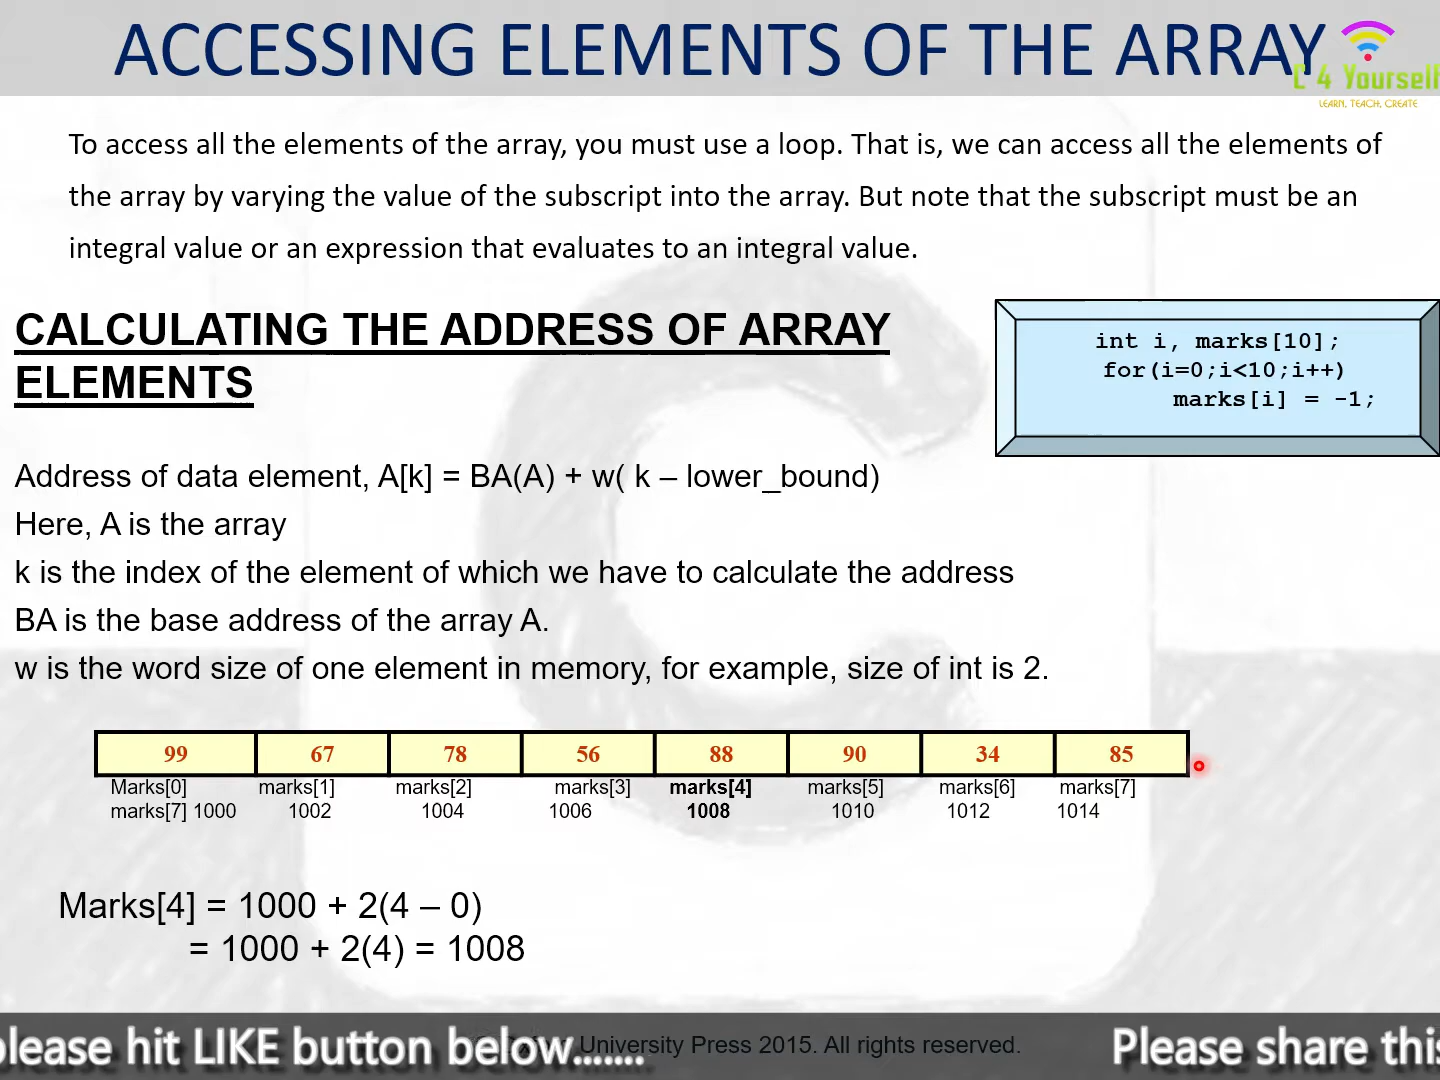 ACCESSING ELEMENTS OF THE ARRAY
C 4 Yourself
LEARN, TEACH, CREATE
To access all the elements of the array, you must use a loop. That is, we can access all the elements of
the array by varying the value of the subscript into the array. But note that the subscript must be an
integral value or an expression that evaluates to an integral value.
CALCULATING THE ADDRESS OF ARRAY
ELEMENTS
int i, marks[10];
for(i=0;i<10;i++)
marks[i] = -1;
Address of data element, A[k] = BA(A) + w( k – lower_bound)
Here, A is the array
k is the index of the element of which we have to calculate the address
BA is the base address of the array A.
w is the word size of one element in memory, for example, size of int is 2.
99 67 78 56 88 90 34 85
Marks[0] marks[1] marks[2] marks[3] marks[4] marks[5] marks[6] marks[7]
marks[7] 1000 1002 1004 1006 1008 1010 1012 1014
Marks[4] = 1000 + 2(4 – 0)
= 1000 + 2(4) = 1008
please hit LIKE button below....... University Press 2015. All rights reserved. Please share this